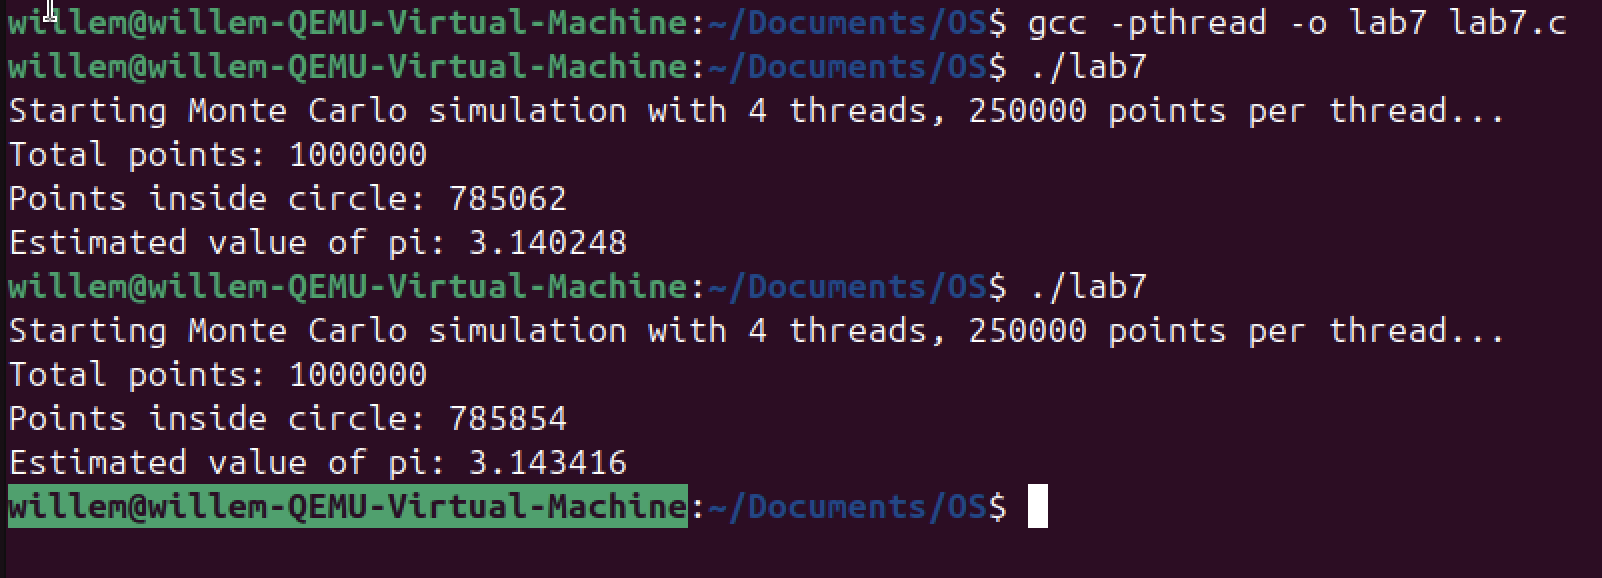 willem@willem-QEMU-Virtual-Machine:~/Documents/OS$ gcc -pthread -o lab7 lab7.c
willem@willem-QEMU-Virtual-Machine:~/Documents/OS$ ./lab7
Starting Monte Carlo simulation with 4 threads, 250000 points per thread...
Total points: 1000000
Points inside circle: 785062
Estimated value of pi: 3.140248
willem@willem-QEMU-Virtual-Machine:~/Documents/OS$ ./lab7
Starting Monte Carlo simulation with 4 threads, 250000 points per thread...
Total points: 1000000
Points inside circle: 785854
Estimated value of pi: 3.143416
willem@willem-QEMU-Virtual-Machine:~/Documents/OS$